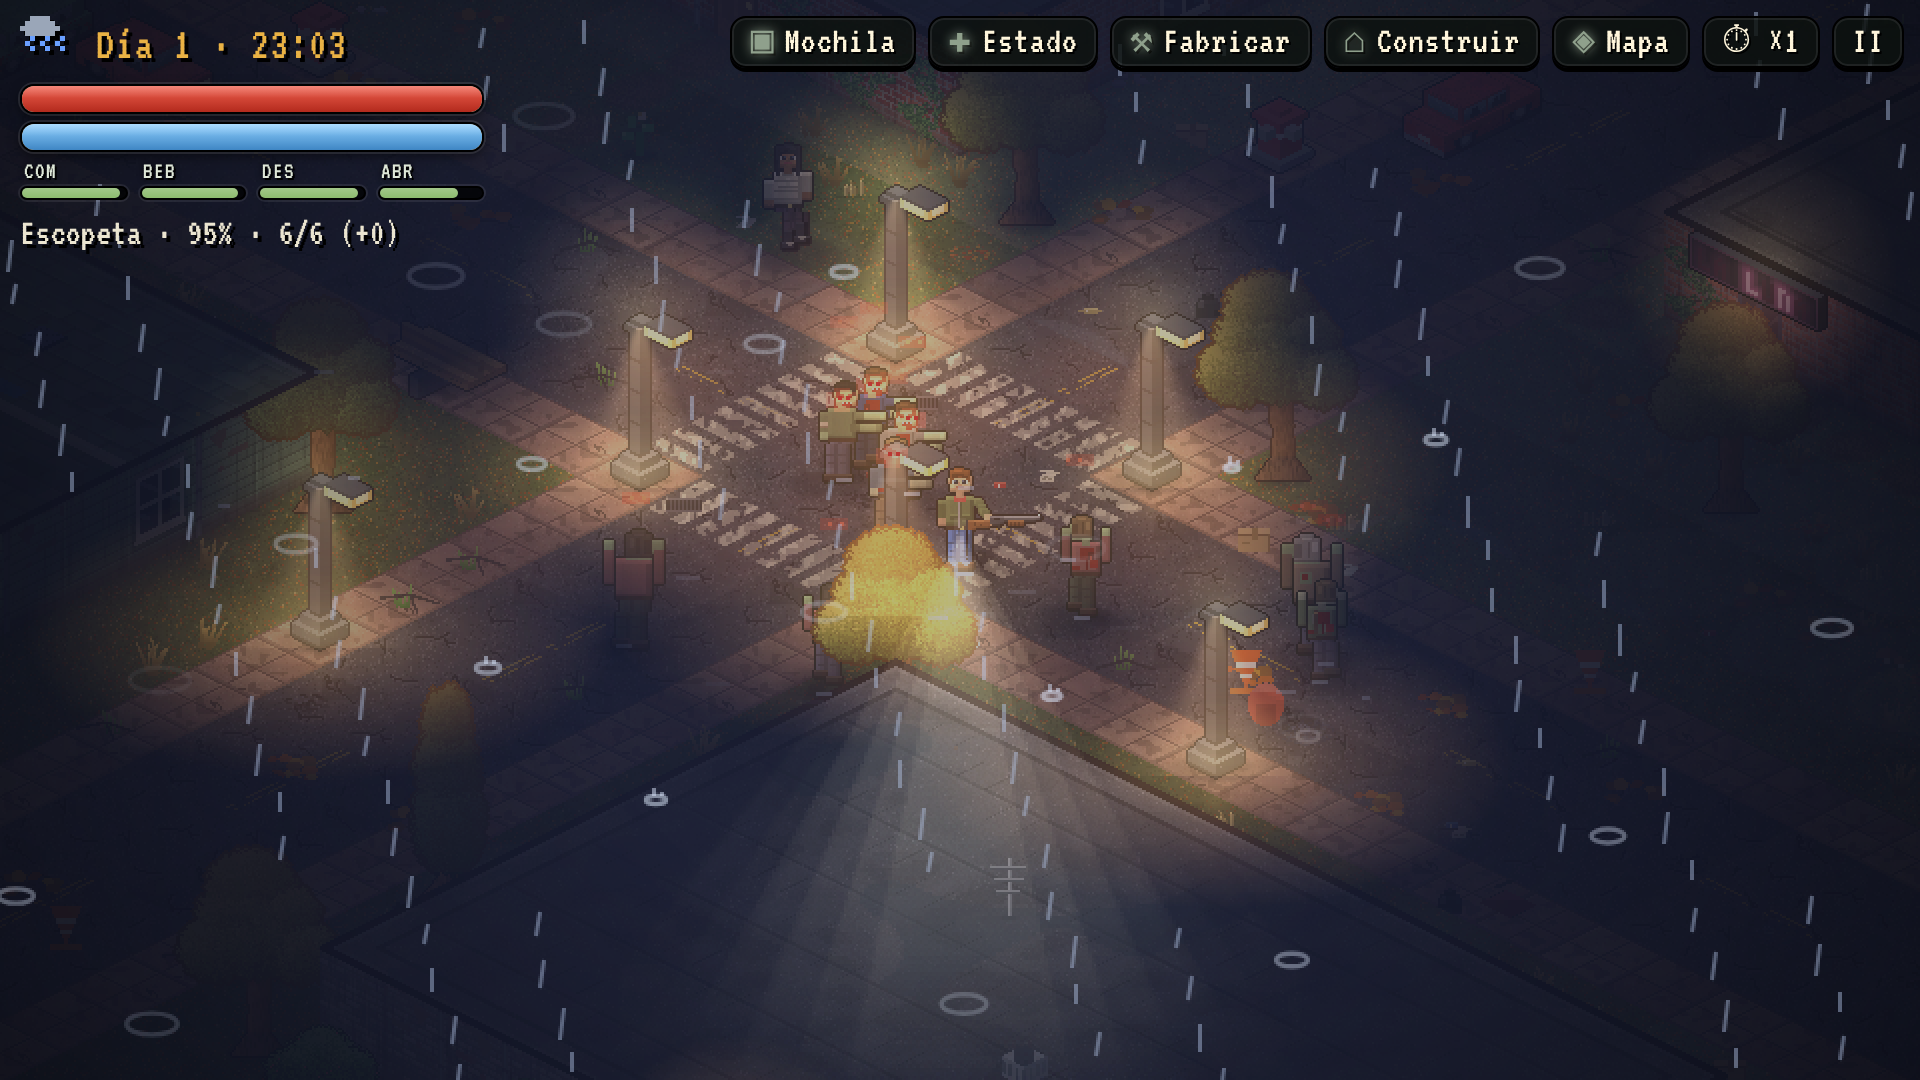 Día 1 · 23:03
Mochila
Estado
Fabricar
Construir
Mapa
X1
II
COM BEB DES ABR
Escopeta · 95% · 6/6 (+0)
L n